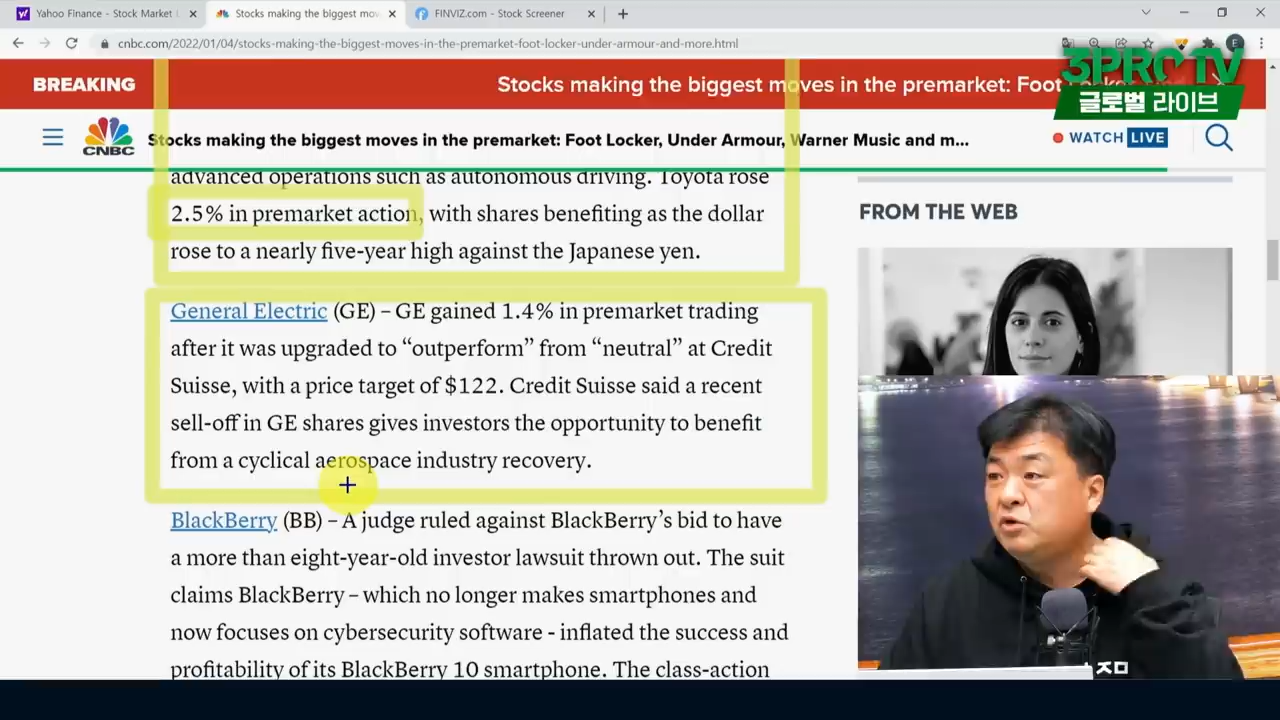 Yahoo Finance - Stock Market
Stocks making the biggest mov
FINVIZ.com - Stock Screener
cnbc.com/2022/01/04/stocks-making-the-biggest-moves-in-the-premarket-foot-locker-under-armour-and-more.html
E
3PRO TV
글로벌 라이브
BREAKING
Stocks making the biggest moves in the premarket: Foot
CNBC
Stocks making the biggest moves in the premarket: Foot Locker, Under Armour, Warner Music and m...
WATCH LIVE
advanced operations such as autonomous driving. Toyota rose
2.5% in premarket action, with shares benefiting as the dollar
rose to a nearly five-year high against the Japanese yen.
FROM THE WEB
General Electric (GE) – GE gained 1.4% in premarket trading
after it was upgraded to “outperform” from “neutral” at Credit
Suisse, with a price target of $122. Credit Suisse said a recent
sell-off in GE shares gives investors the opportunity to benefit
from a cyclical aerospace industry recovery.
BlackBerry (BB) – A judge ruled against BlackBerry’s bid to have
a more than eight-year-old investor lawsuit thrown out. The suit
claims BlackBerry – which no longer makes smartphones and
now focuses on cybersecurity software - inflated the success and
profitability of its BlackBerry 10 smartphone. The class-action